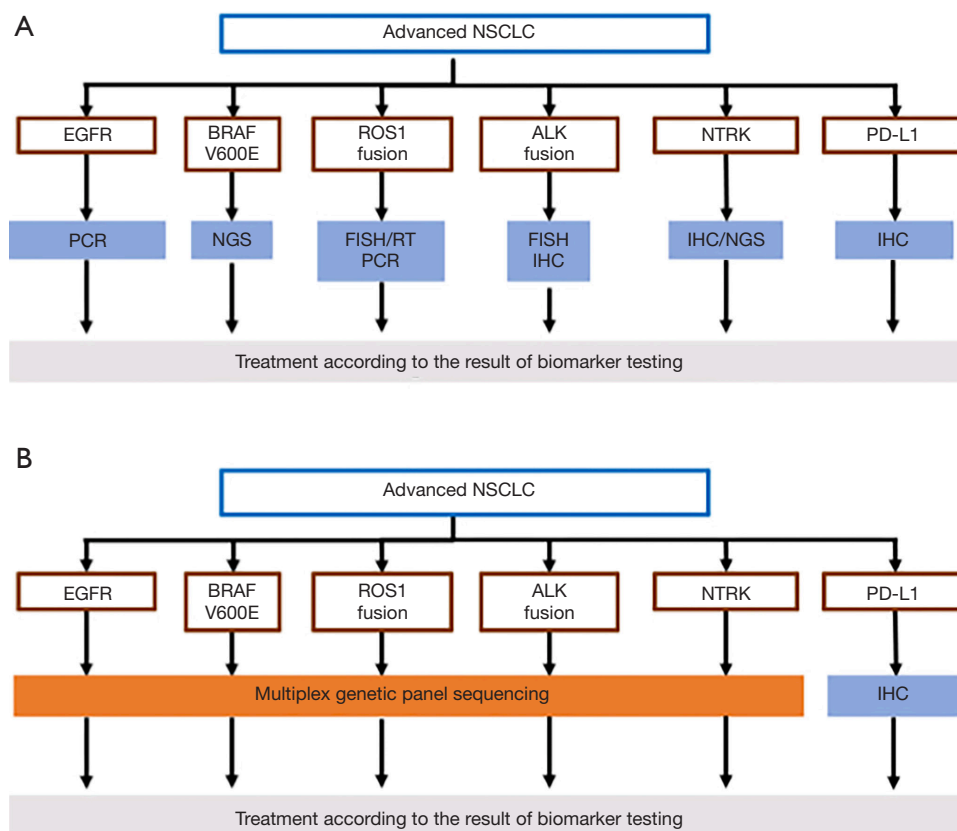 A
Advanced NSCLC
EGFR
BRAF
V600E
ROS1
fusion
ALK
fusion
NTRK
PD-L1
PCR
NGS
FISH/RT
PCR
FISH
IHC
IHC/NGS
IHC
Treatment according to the result of biomarker testing
B
Advanced NSCLC
EGFR
BRAF
V600E
ROS1
fusion
ALK
fusion
NTRK
PD-L1
Multiplex genetic panel sequencing
IHC
Treatment according to the result of biomarker testing